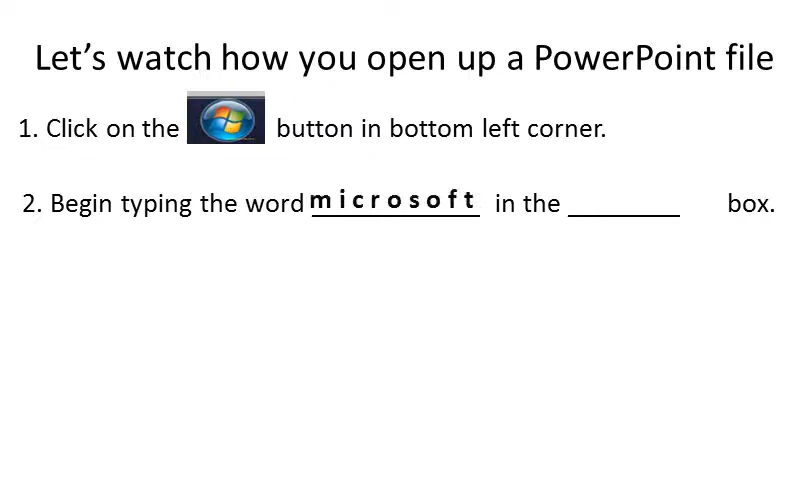 Let's watch how you open up a PowerPoint file
1. Click on the button in bottom left corner.
2. Begin typing the word m i c r o s o f t in the ________ box.